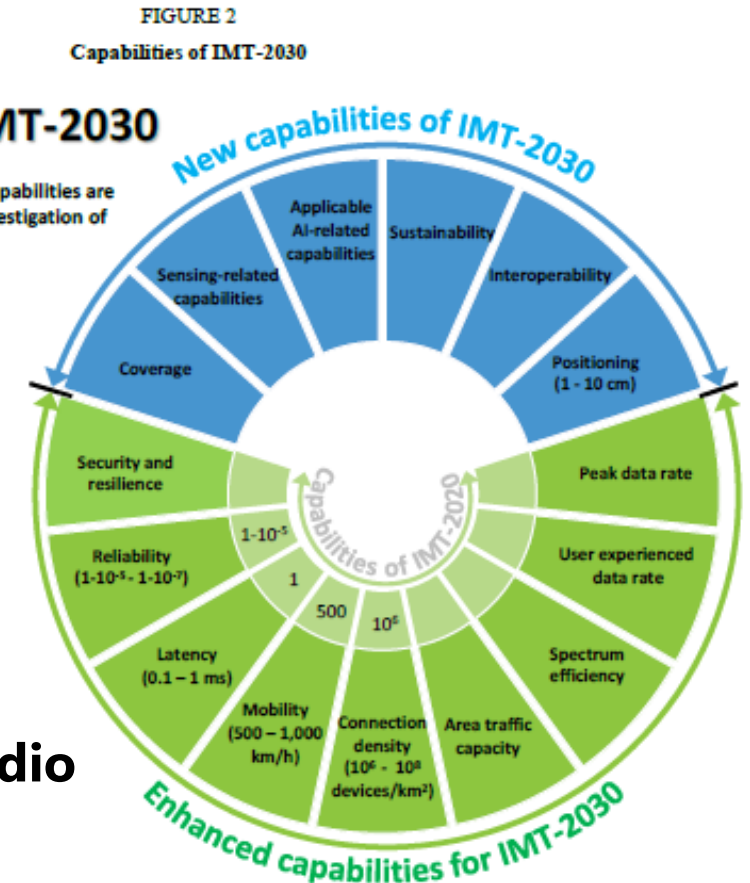 FIGURE 2
Capabilities of IMT-2030
MT-2030
pabilities are
estigation of
New capabilities of IMT-2030
Coverage
Sensing-related
capabilities
Applicable
AI-related
capabilities
Sustainability
Interoperability
Positioning
(1 - 10 cm)
Security and
resilience
Reliability
(1-10⁻⁵ - 1-10⁻⁷)
Latency
(0.1 – 1 ms)
Mobility
(500 – 1,000
km/h)
Connection
density
(10⁶ - 10⁸
devices/km²)
Area traffic
capacity
Spectrum
efficiency
User experienced
data rate
Peak data rate
Capabilities of IMT-2020
1-10⁻⁵
1
500
10⁶
dio
Enhanced capabilities for IMT-2030